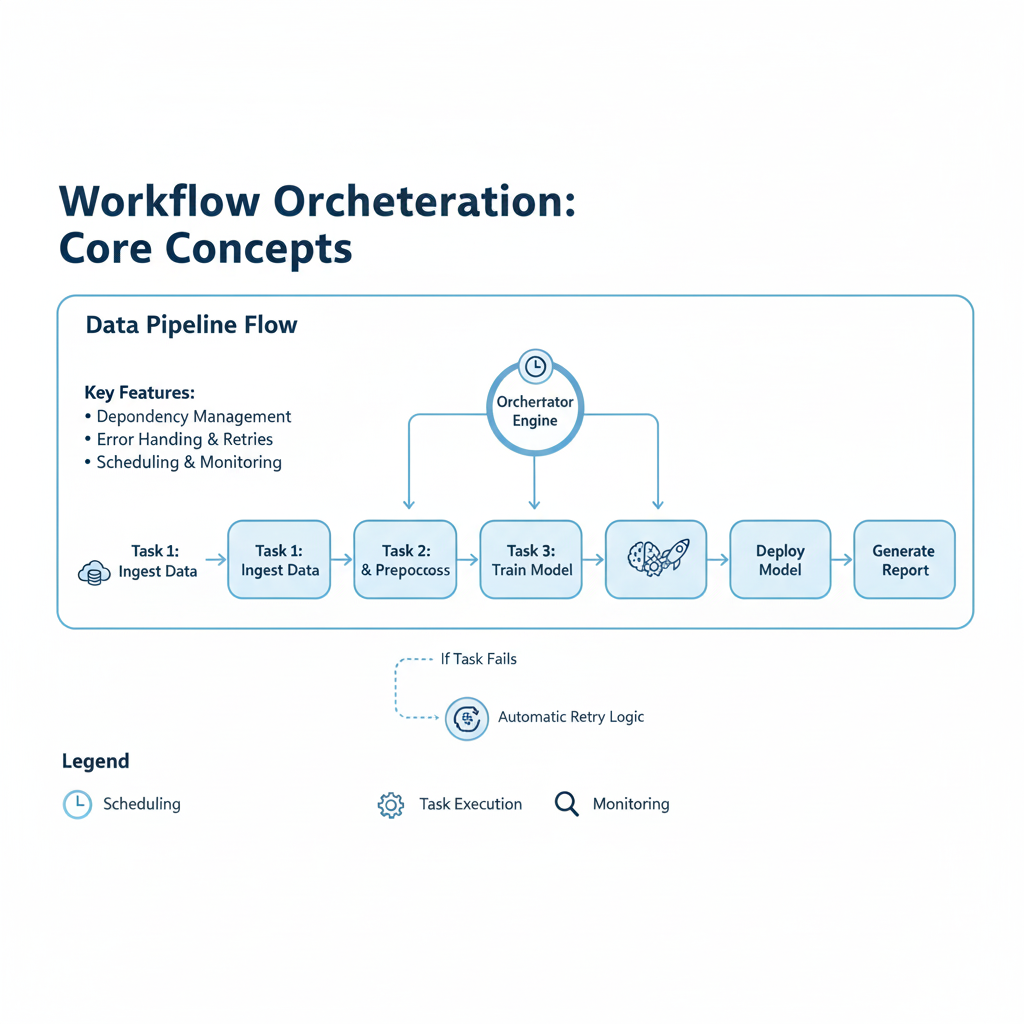 Workflow Orcheteration:
Core Concepts
Data Pipeline Flow
Key Features:
• Depondency Management
• Error Handing & Retries
• Scheduling & Monitoring
Orchertator
Engine
Task 1:
Ingest Data
Task 1:
Ingest Data
Task 2:
& Prepocoss
Task 3:
Train Model
Deploy
Model
Generate
Report
If Task Fails
Automatic Retry Logic
Legend
Scheduling
Task Execution
Monitoring